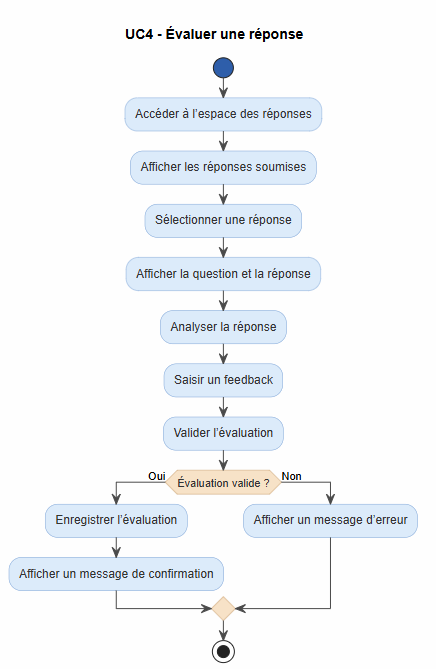 UC4 - Évaluer une réponse
Accéder à l’espace des réponses
Afficher les réponses soumises
Sélectionner une réponse
Afficher la question et la réponse
Analyser la réponse
Saisir un feedback
Valider l’évaluation
Oui
Évaluation valide ?
Non
Enregistrer l’évaluation
Afficher un message d’erreur
Afficher un message de confirmation